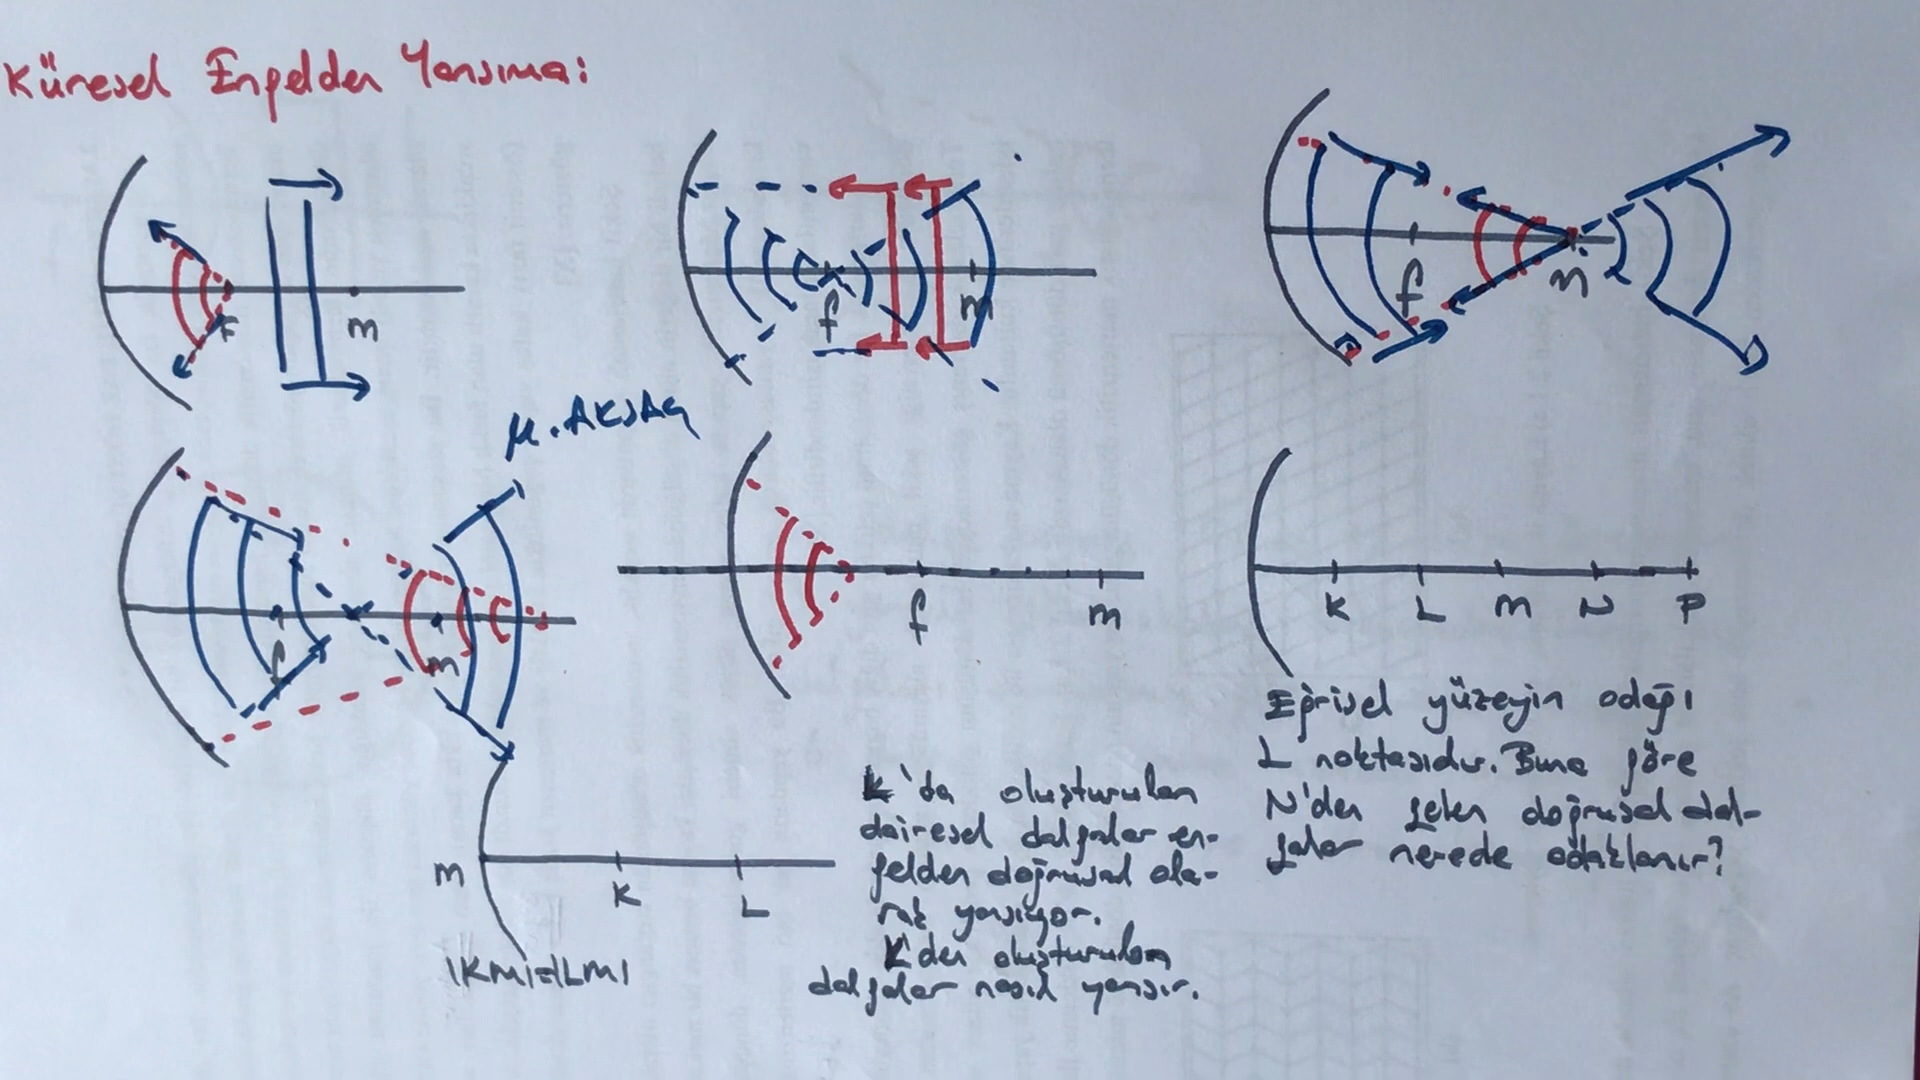 Küresel Engelden Yansıma:
F
m
f
m
f
m
M. AKSAQ
f
m
f
m
K L m N P
Eğrisel yüzeyin odağı
L noktasıdır. Buna göre
N'den gelen doğrusal dal-
galar nerede odaklanır?
m
K
L
|KM|=|LM|
K'da oluşturulan
dairesel dalgalar en-
gelden doğrusal ola-
rak yansıyor.
K'den oluşturulan
dalgalar nasıl yansır.